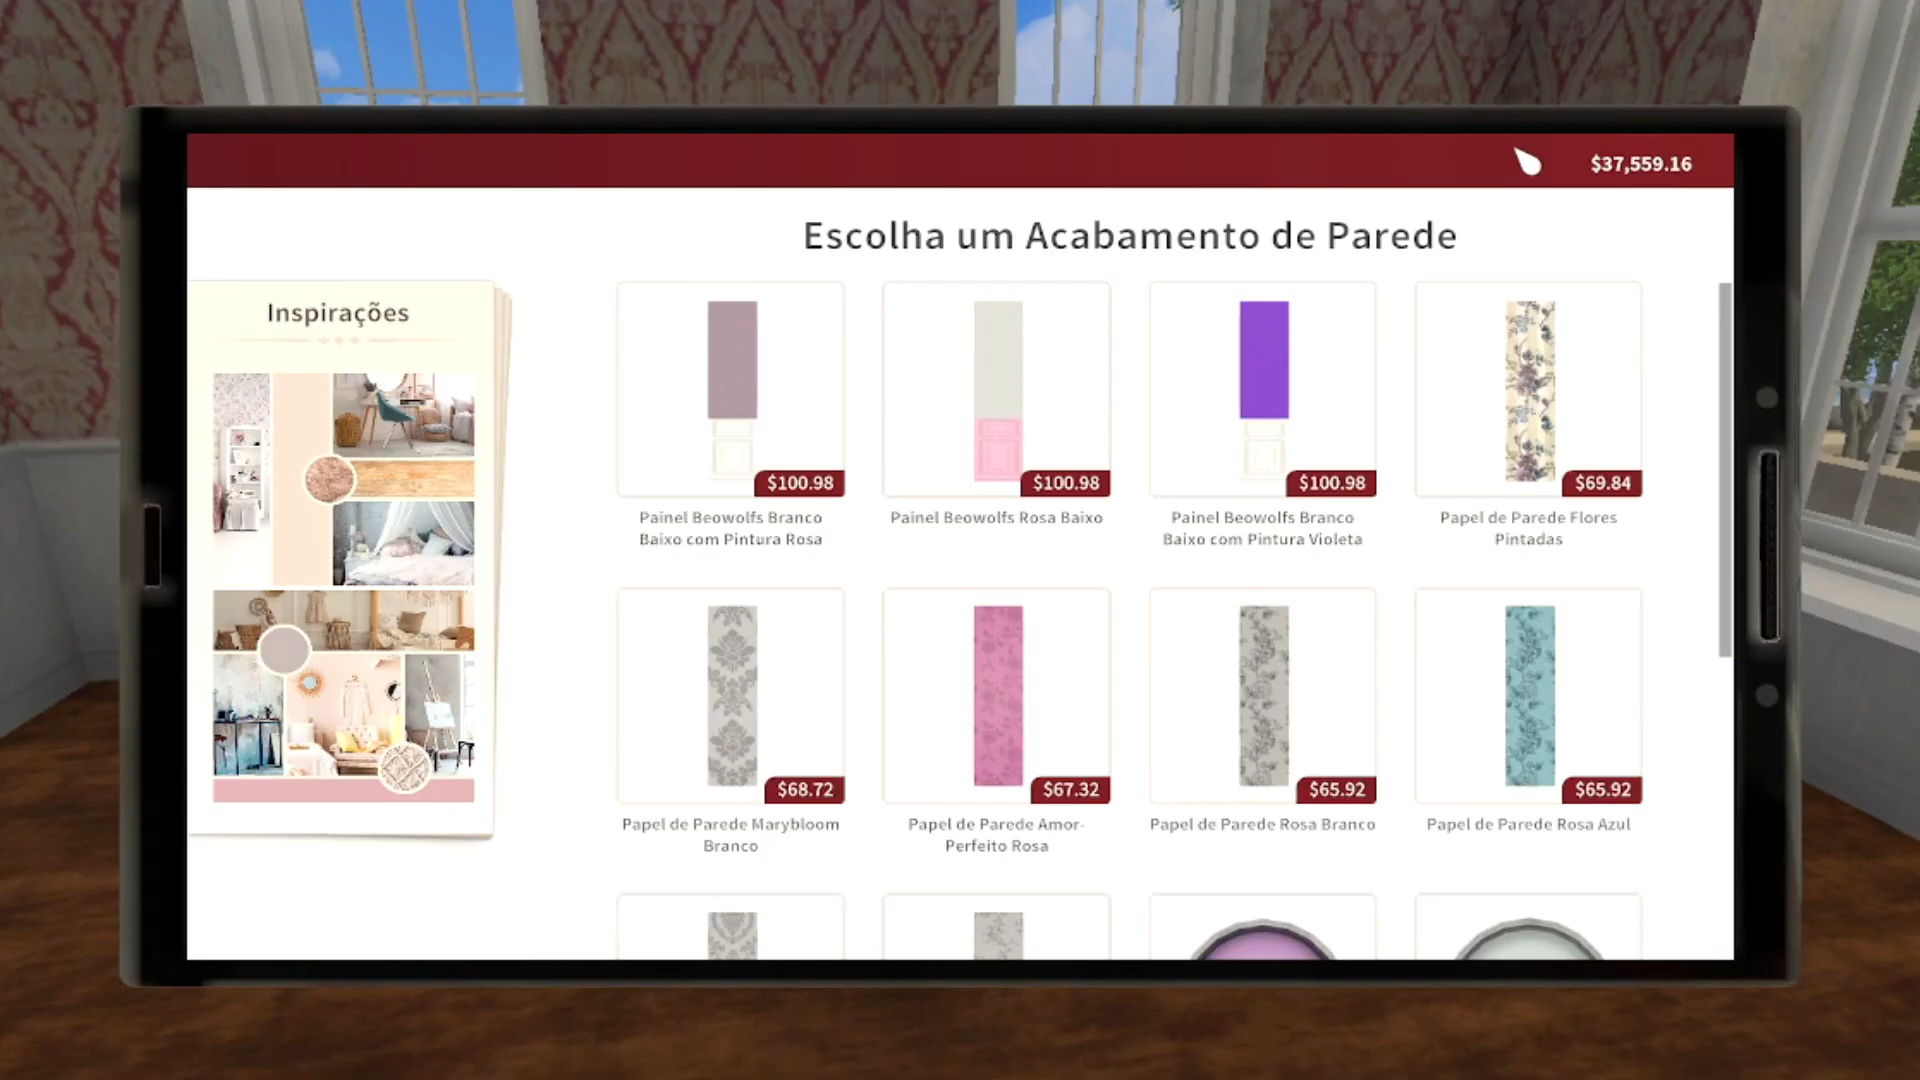 $37,559.16
Escolha um Acabamento de Parede
Inspirações
$100.98
$100.98
$100.98
$69.84
Painel Beowolfs Branco
Baixo com Pintura Rosa
Painel Beowolfs Rosa Baixo
Painel Beowolfs Branco
Baixo com Pintura Violeta
Papel de Parede Flores
Pintadas
$68.72
$67.32
$65.92
$65.92
Papel de Parede Marybloom
Branco
Papel de Parede Amor-
Perfeito Rosa
Papel de Parede Rosa Branco
Papel de Parede Rosa Azul